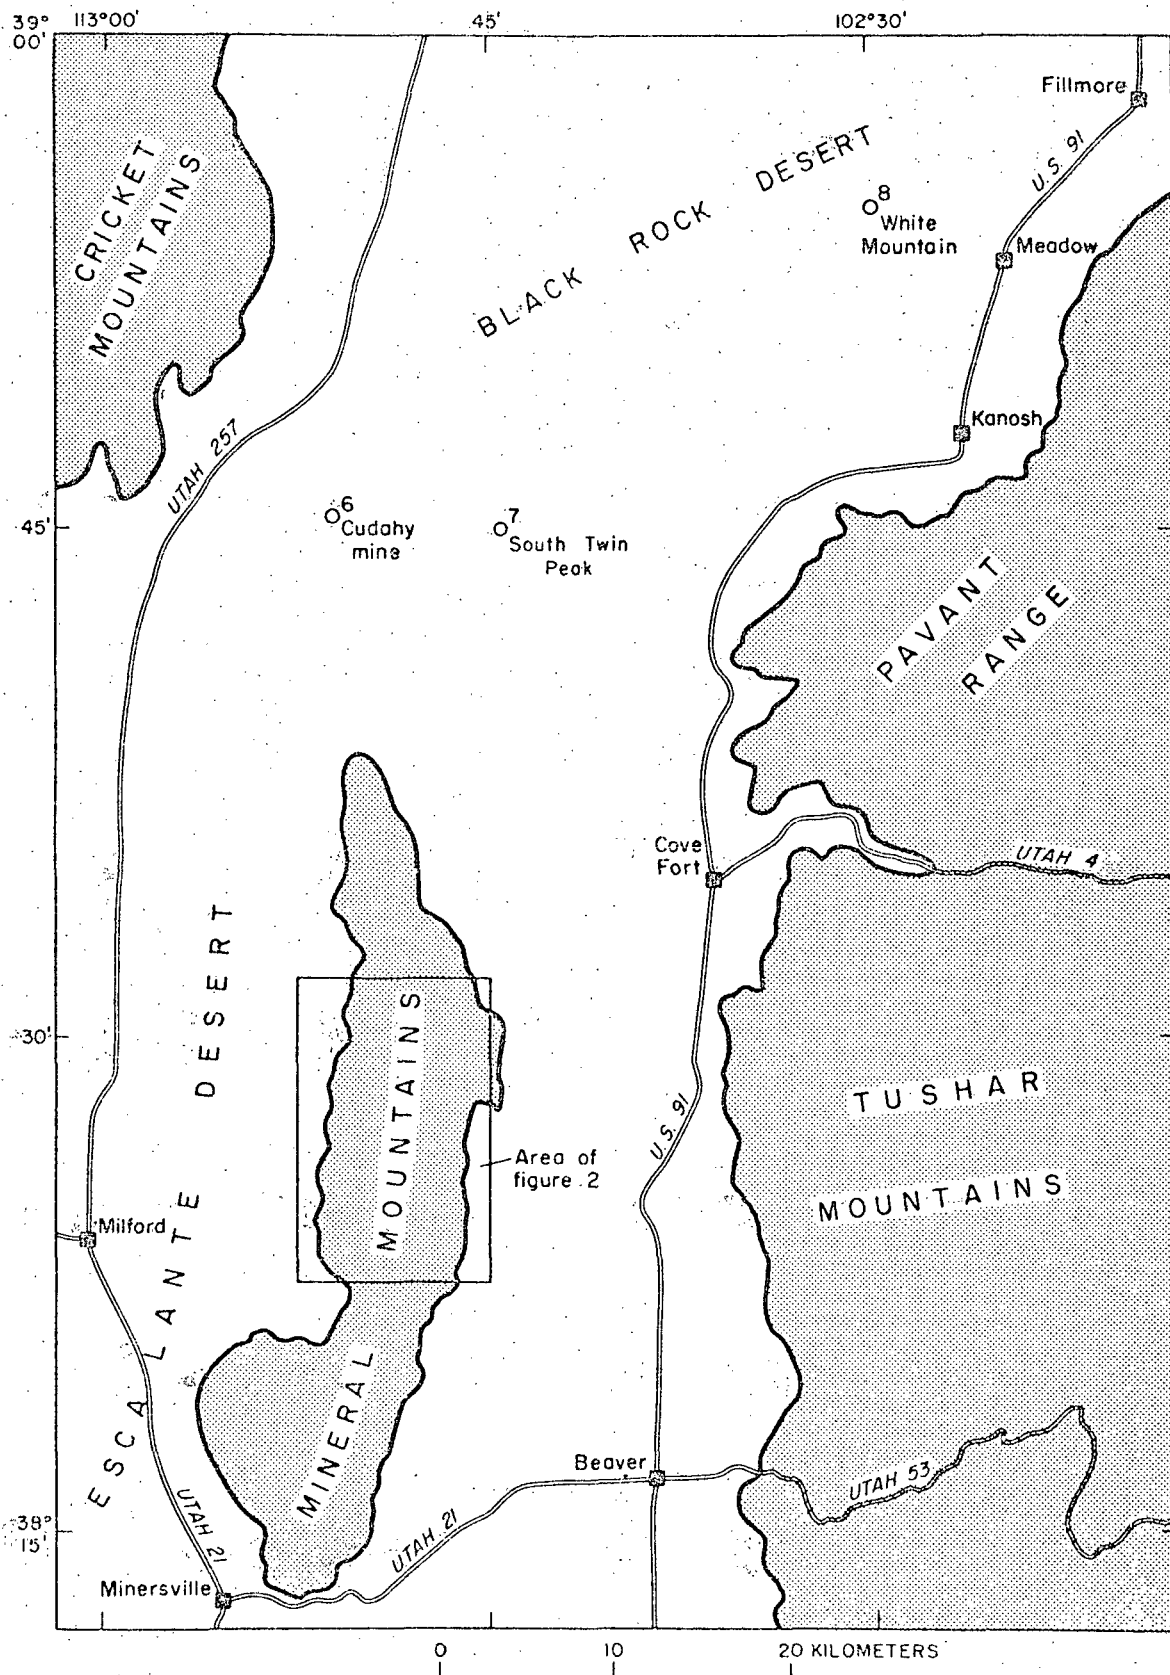 39° 113°00' 45' 102°30'
00'
Fillmore
U.S. 91
CRICKET
MOUNTAINS
BLACK ROCK DESERT
8
White
Mountain
Meadow
Kanosh
UTAH 257
45'
6
Cudahy
mine
7
South Twin
Peak
PAVANT
RANGE
Cove
Fort
UTAH 4
ESCALANTE DESERT
30'
MINERAL MOUNTAINS
TUSHAR
MOUNTAINS
U.S. 91
Area of
figure 2
Milford
Beaver
UTAH 53
UTAH 21
UTAH 21
38°
15'
Minersville
0 10 20 KILOMETERS